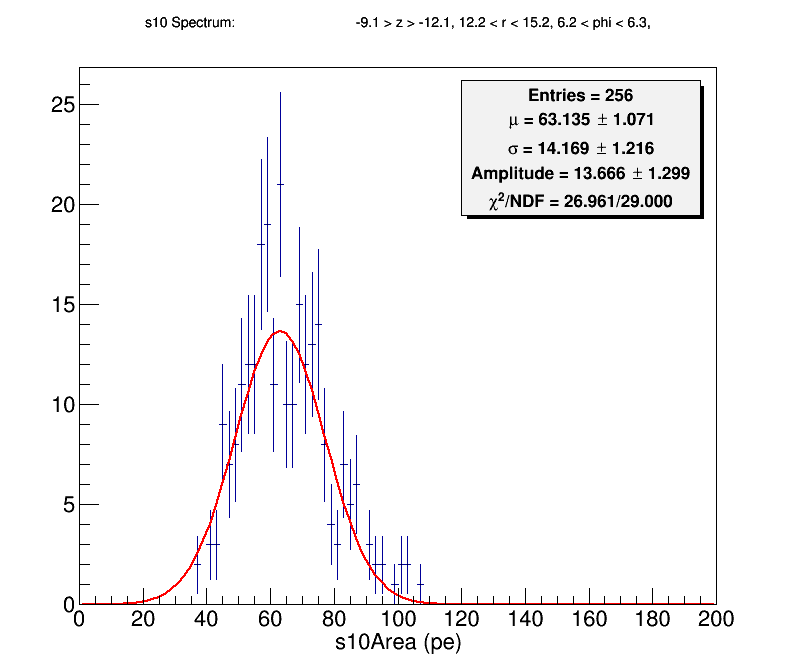 s10 Spectrum: -9.1 > z > -12.1, 12.2 < r < 15.2, 6.2 < phi < 6.3,
Entries = 256
μ = 63.135 ± 1.071
σ = 14.169 ± 1.216
Amplitude = 13.666 ± 1.299
χ²/NDF = 26.961/29.000
25
20
15
10
5
0
0 20 40 60 80 100 120 140 160 180 200
s10Area (pe)